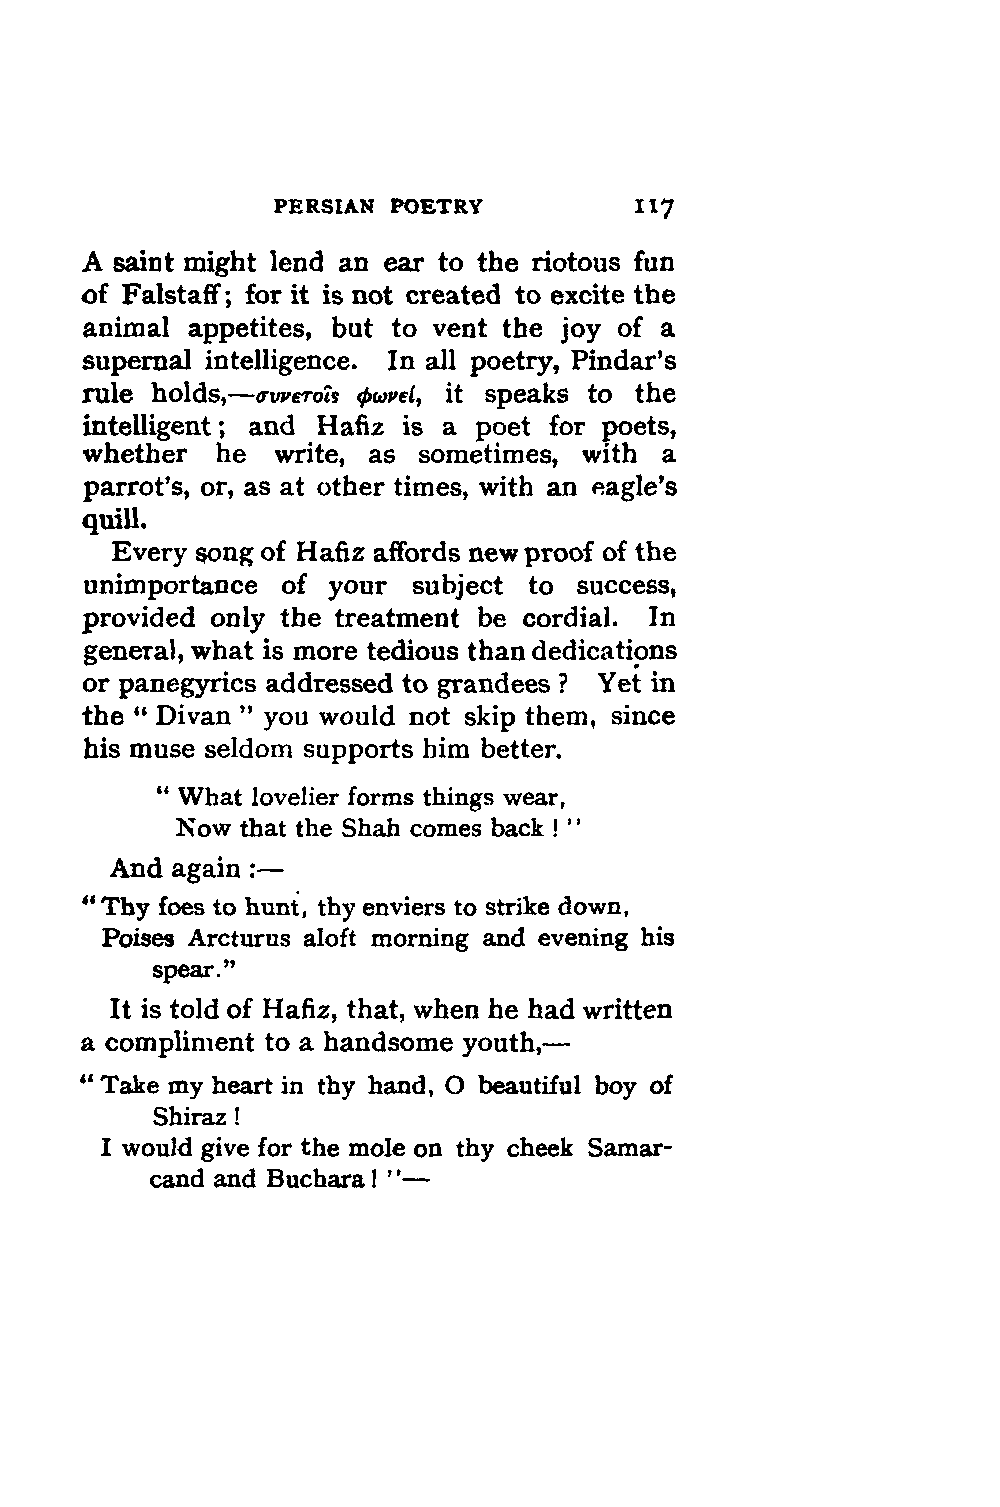 PERSIAN POETRY 117
A saint might lend an ear to the riotous fun
of Falstaff; for it is not created to excite the
animal appetites, but to vent the joy of a
supernal intelligence. In all poetry, Pindar's
rule holds,—συνετοῖς φωνεί, it speaks to the
intelligent; and Hafiz is a poet for poets,
whether he write, as sometimes, with a
parrot's, or, as at other times, with an eagle's
quill.
Every song of Hafiz affords new proof of the
unimportance of your subject to success,
provided only the treatment be cordial. In
general, what is more tedious than dedications
or panegyrics addressed to grandees? Yet in
the "Divan" you would not skip them, since
his muse seldom supports him better.
"What lovelier forms things wear,
Now that the Shah comes back!"
And again:—
"Thy foes to hunt, thy enviers to strike down,
Poises Arcturus aloft morning and evening his
spear."
It is told of Hafiz, that, when he had written
a compliment to a handsome youth,—
"Take my heart in thy hand, O beautiful boy of
Shiraz!
I would give for the mole on thy cheek Samar-
cand and Buchara!"—